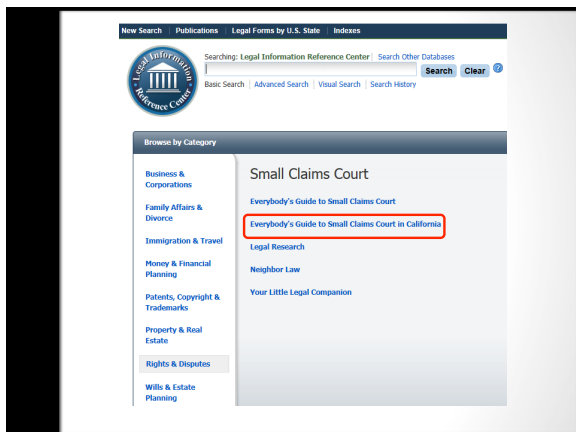 New Search | Publications | Legal Forms by U.S. State | Indexes
Searching: Legal Information Reference Center | Search Other Databases
Search Clear ?
Basic Search | Advanced Search | Visual Search | Search History
Legal Information
Reference Center
Browse by Category
Business &
Corporations
Family Affairs &
Divorce
Immigration & Travel
Money & Financial
Planning
Patents, Copyright &
Trademarks
Property & Real
Estate
Rights & Disputes
Wills & Estate
Planning
Small Claims Court
Everybody's Guide to Small Claims Court
Everybody's Guide to Small Claims Court in California
Legal Research
Neighbor Law
Your Little Legal Companion